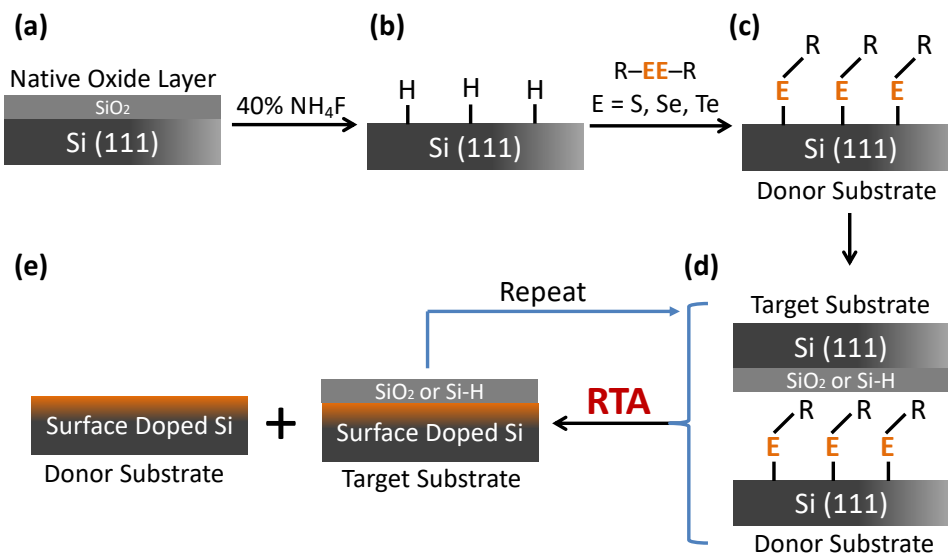 (a)
Native Oxide Layer
SiO₂
Si (111)
40% NH₄F
(b)
H H H
Si (111)
R–EE–R
E = S, Se, Te
(c)
R R R
E E E
Si (111)
Donor Substrate
(d)
Target Substrate
Si (111)
SiO₂ or Si-H
R R R
E E E
Si (111)
Donor Substrate
RTA
Repeat
(e)
Surface Doped Si
Donor Substrate
+
SiO₂ or Si-H
Surface Doped Si
Target Substrate